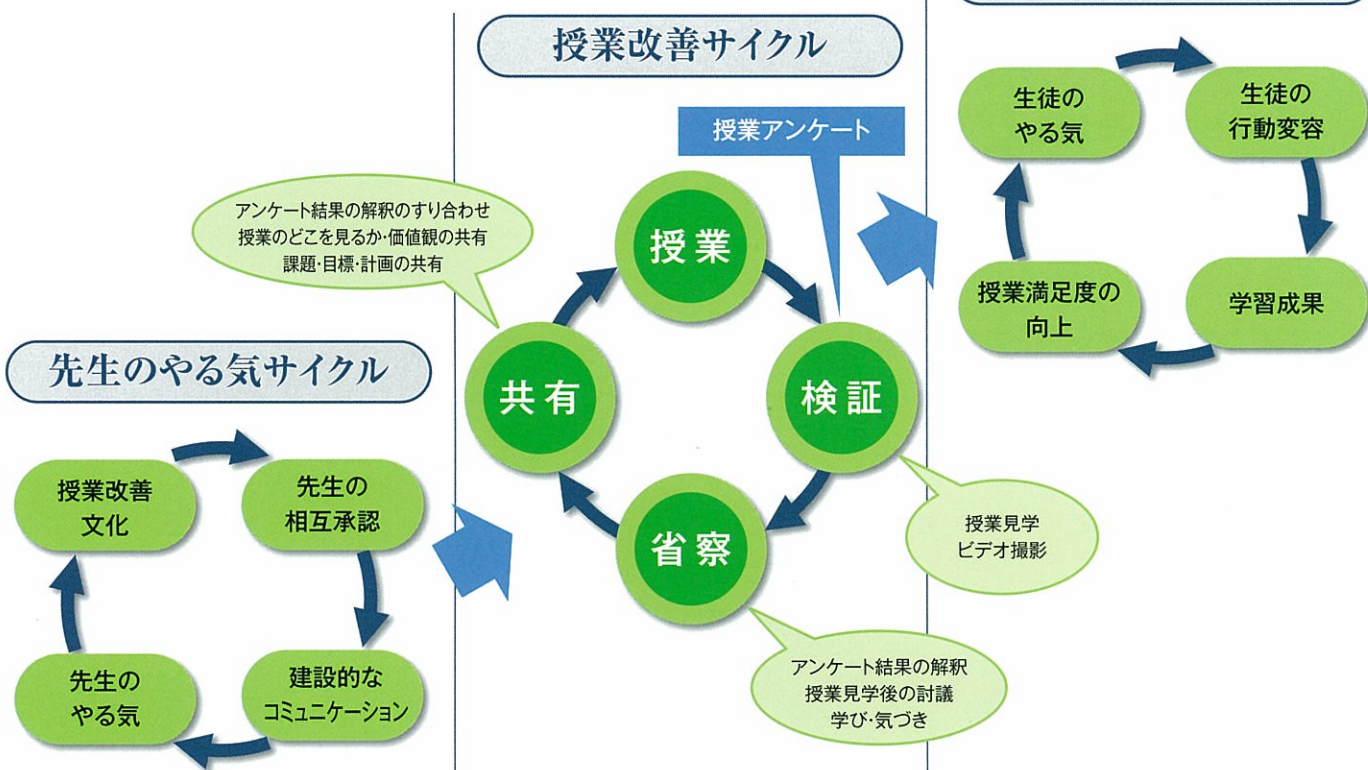 授業改善サイクル
授業アンケート
アンケート結果の解釈のすり合わせ
授業のどこを見るか・価値観の共有
課題・目標・計画の共有
授業
検証
省察
共有
授業見学
ビデオ撮影
アンケート結果の解釈
授業見学後の討議
学び・気づき
先生のやる気サイクル
授業改善
文化
先生の
相互承認
建設的な
コミュニケーション
先生の
やる気
生徒の
やる気
生徒の
行動変容
学習成果
授業満足度の
向上